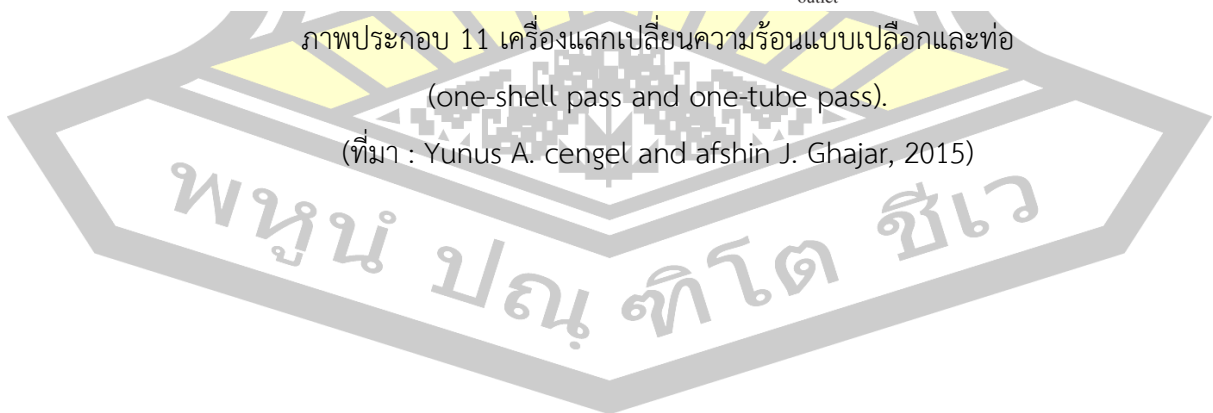 outlet
ภาพประกอบ 11 เครื่องแลกเปลี่ยนความร้อนแบบเปลือกและท่อ
(one-shell pass and one-tube pass).
(ที่มา : Yunus A. cengel and afshin J. Ghajar, 2015)
พหูนํ ปณฺฑิโต ชีเว